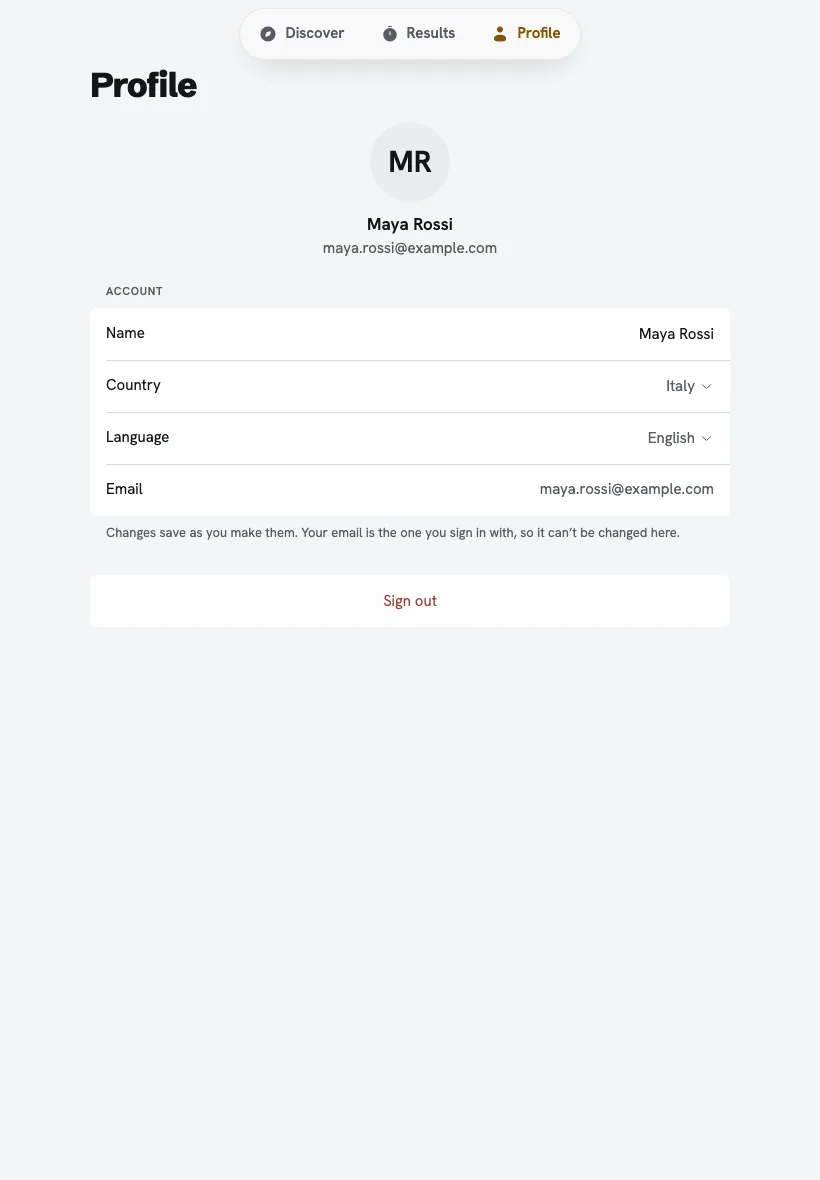 Discover Results Profile
Profile
MR
Maya Rossi
maya.rossi@example.com
ACCOUNT
Name Maya Rossi
Country Italy
Language English
Email maya.rossi@example.com
Changes save as you make them. Your email is the one you sign in with, so it can’t be changed here.
Sign out